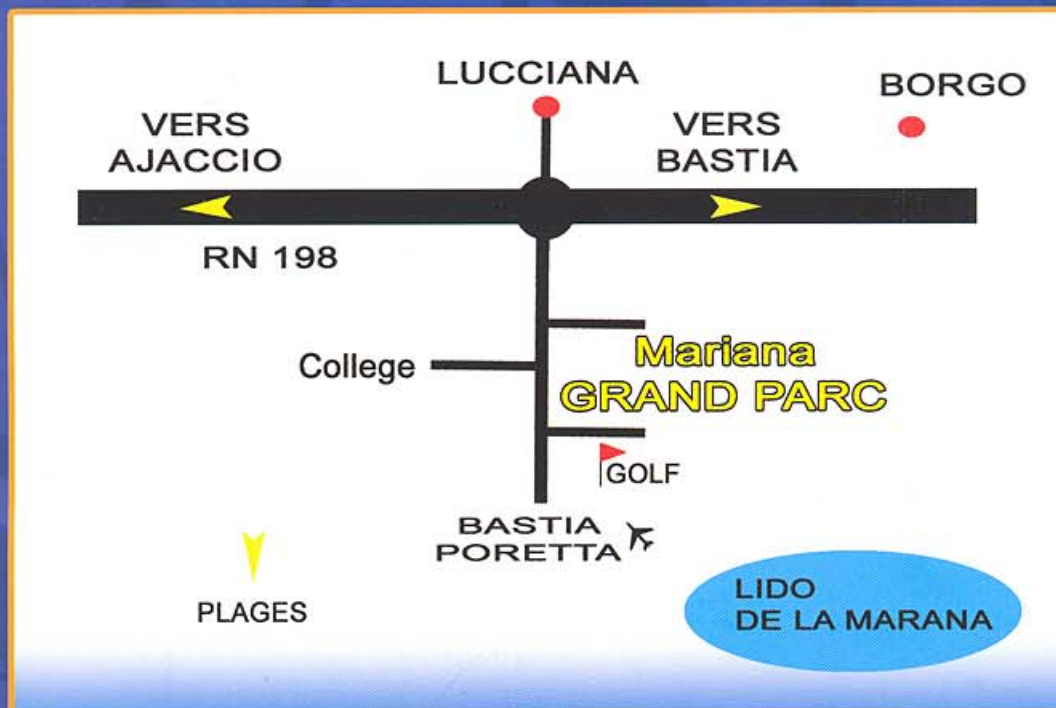 LUCCIANA
BORGO
VERS
AJACCIO
VERS
BASTIA
RN 198
College
Mariana
GRAND PARC
GOLF
BASTIA
PORETTA
PLAGES
LIDO
DE LA MARANA